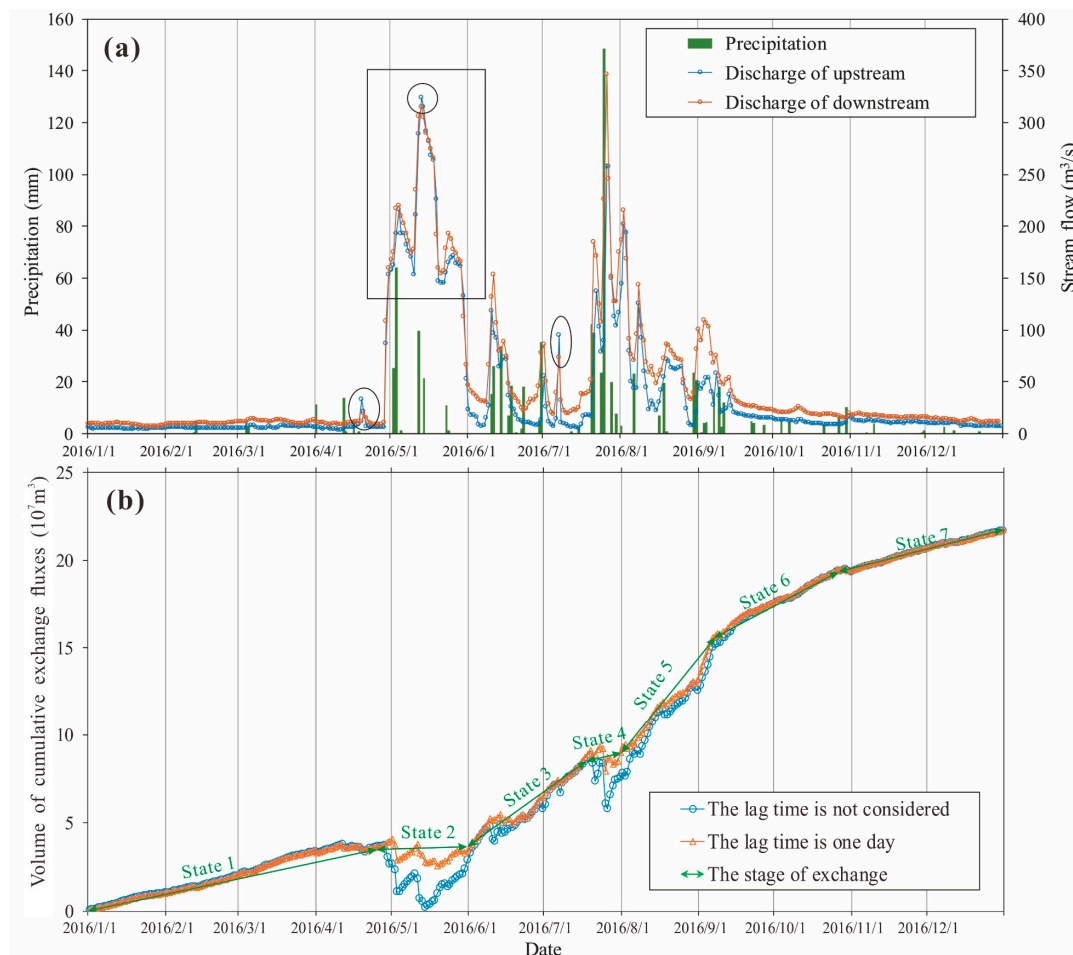 160
400
(a)
Precipitation
Discharge of upstream
Discharge of downstream
140
350
120
300
100
250
80
200
60
150
40
100
20
50
0
0
Precipitation (mm)
Stream flow (m³/s)
2016/1/1 2016/2/1 2016/3/1 2016/4/1 2016/5/1 2016/6/1 2016/7/1 2016/8/1 2016/9/1 2016/10/1 2016/11/1 2016/12/1
25
(b)
20
15
10
5
0
Volume of cumulative exchange fluxes (10⁷m³)
State 1
State 2
State 3
State 4
State 5
State 6
State 7
The lag time is not considered
The lag time is one day
The stage of exchange
2016/1/1 2016/2/1 2016/3/1 2016/4/1 2016/5/1 2016/6/1 2016/7/1 2016/8/1 2016/9/1 2016/10/1 2016/11/1 2016/12/1
Date